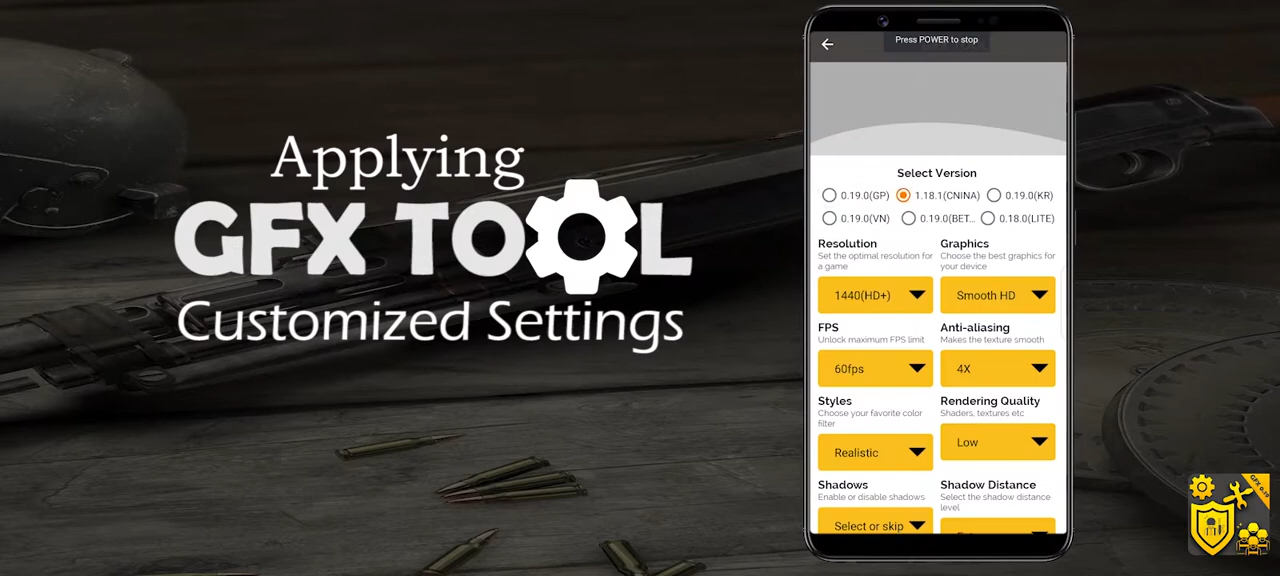 Applying
GFX TOOL
Customized Settings
Press POWER to stop
Select Version
0.19.0(GP) 1.18.1(CNINA) 0.19.0(KR)
0.19.0(VN) 0.19.0(BET... 0.18.0(LITE)
Resolution
Set the optimal resolution for
a game
1440(HD+)
Graphics
Choose the best graphics for
your device
Smooth HD
FPS
Unlock maximum FPS limit
60fps
Anti-aliasing
Makes the texture smooth
4X
Styles
Choose your favorite color
filter
Realistic
Rendering Quality
Shaders, textures etc
Low
Shadows
Enable or disable shadows
Select or skip
Shadow Distance
Select the shadow distance
level
GFX 0.19